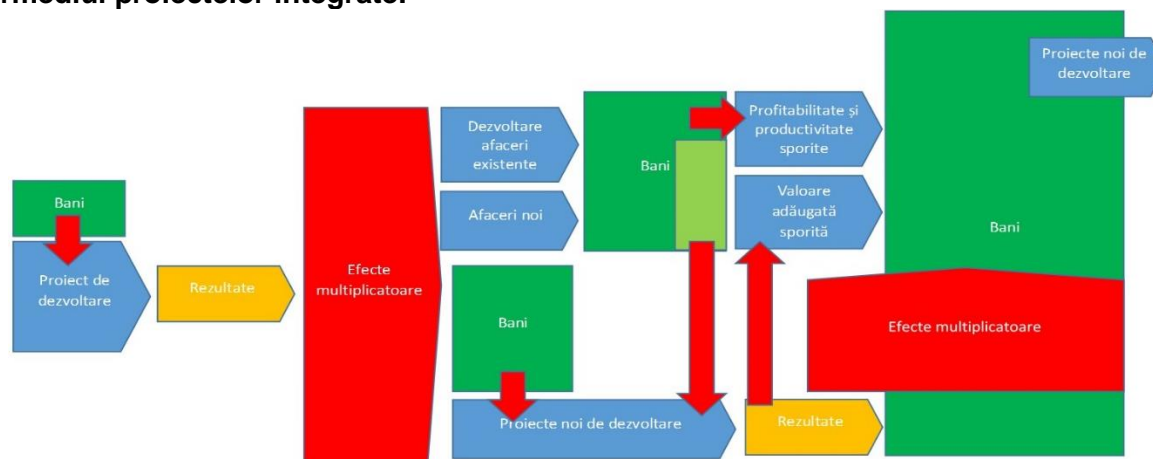 proiectelor integrate.
Bani
Proiect de
dezvoltare
Rezultate
Efecte
multiplicatoare
Dezvoltare
afaceri
existente
Afaceri noi
Bani
Bani
Proiecte noi de dezvoltare
Profitabilitate și
productivitate
sporite
Valoare
adăugată
sporită
Rezultate
Proiecte noi de
dezvoltare
Bani
Efecte multiplicatoare